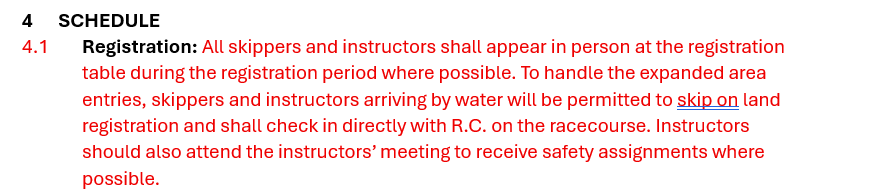 4 SCHEDULE
4.1 Registration: All skippers and instructors shall appear in person at the registration
table during the registration period where possible. To handle the expanded area
entries, skippers and instructors arriving by water will be permitted to skip on land
registration and shall check in directly with R.C. on the racecourse. Instructors
should also attend the instructors’ meeting to receive safety assignments where
possible.